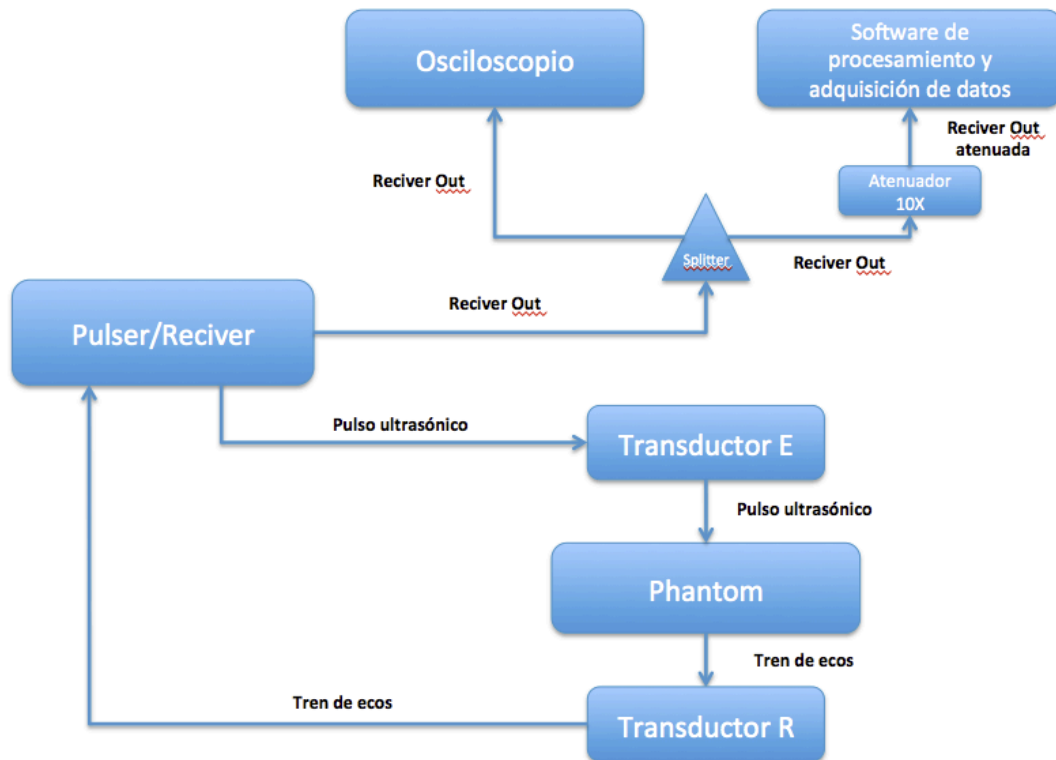 Osciloscopio
Software de
procesamiento y
adquisición de datos
Reciver Out
atenuada
Reciver Out
Atenuador
10X
Splitter
Reciver Out
Reciver Out
Pulser/Reciver
Pulso ultrasónico
Transductor E
Pulso ultrasónico
Phantom
Tren de ecos
Tren de ecos
Transductor R